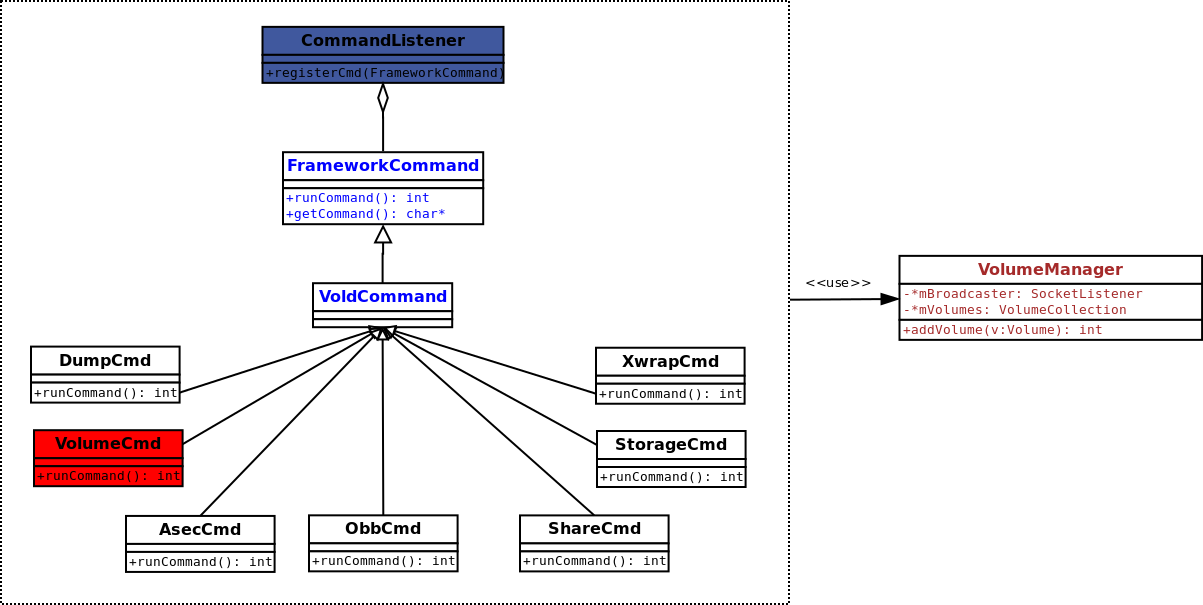 CommandListener
+registerCmd(FrameworkCommand)
FrameworkCommand
+runCommand(): int
+getCommand(): char*
VoldCommand
DumpCmd
+runCommand(): int
VolumeCmd
+runCommand(): int
AsecCmd
+runCommand(): int
ObbCmd
+runCommand(): int
ShareCmd
+runCommand(): int
StorageCmd
+runCommand(): int
XwrapCmd
+runCommand(): int
<<use>>
VolumeManager
-*mBroadcaster: SocketListener
-*mVolumes: VolumeCollection
+addVolume(v:Volume): int